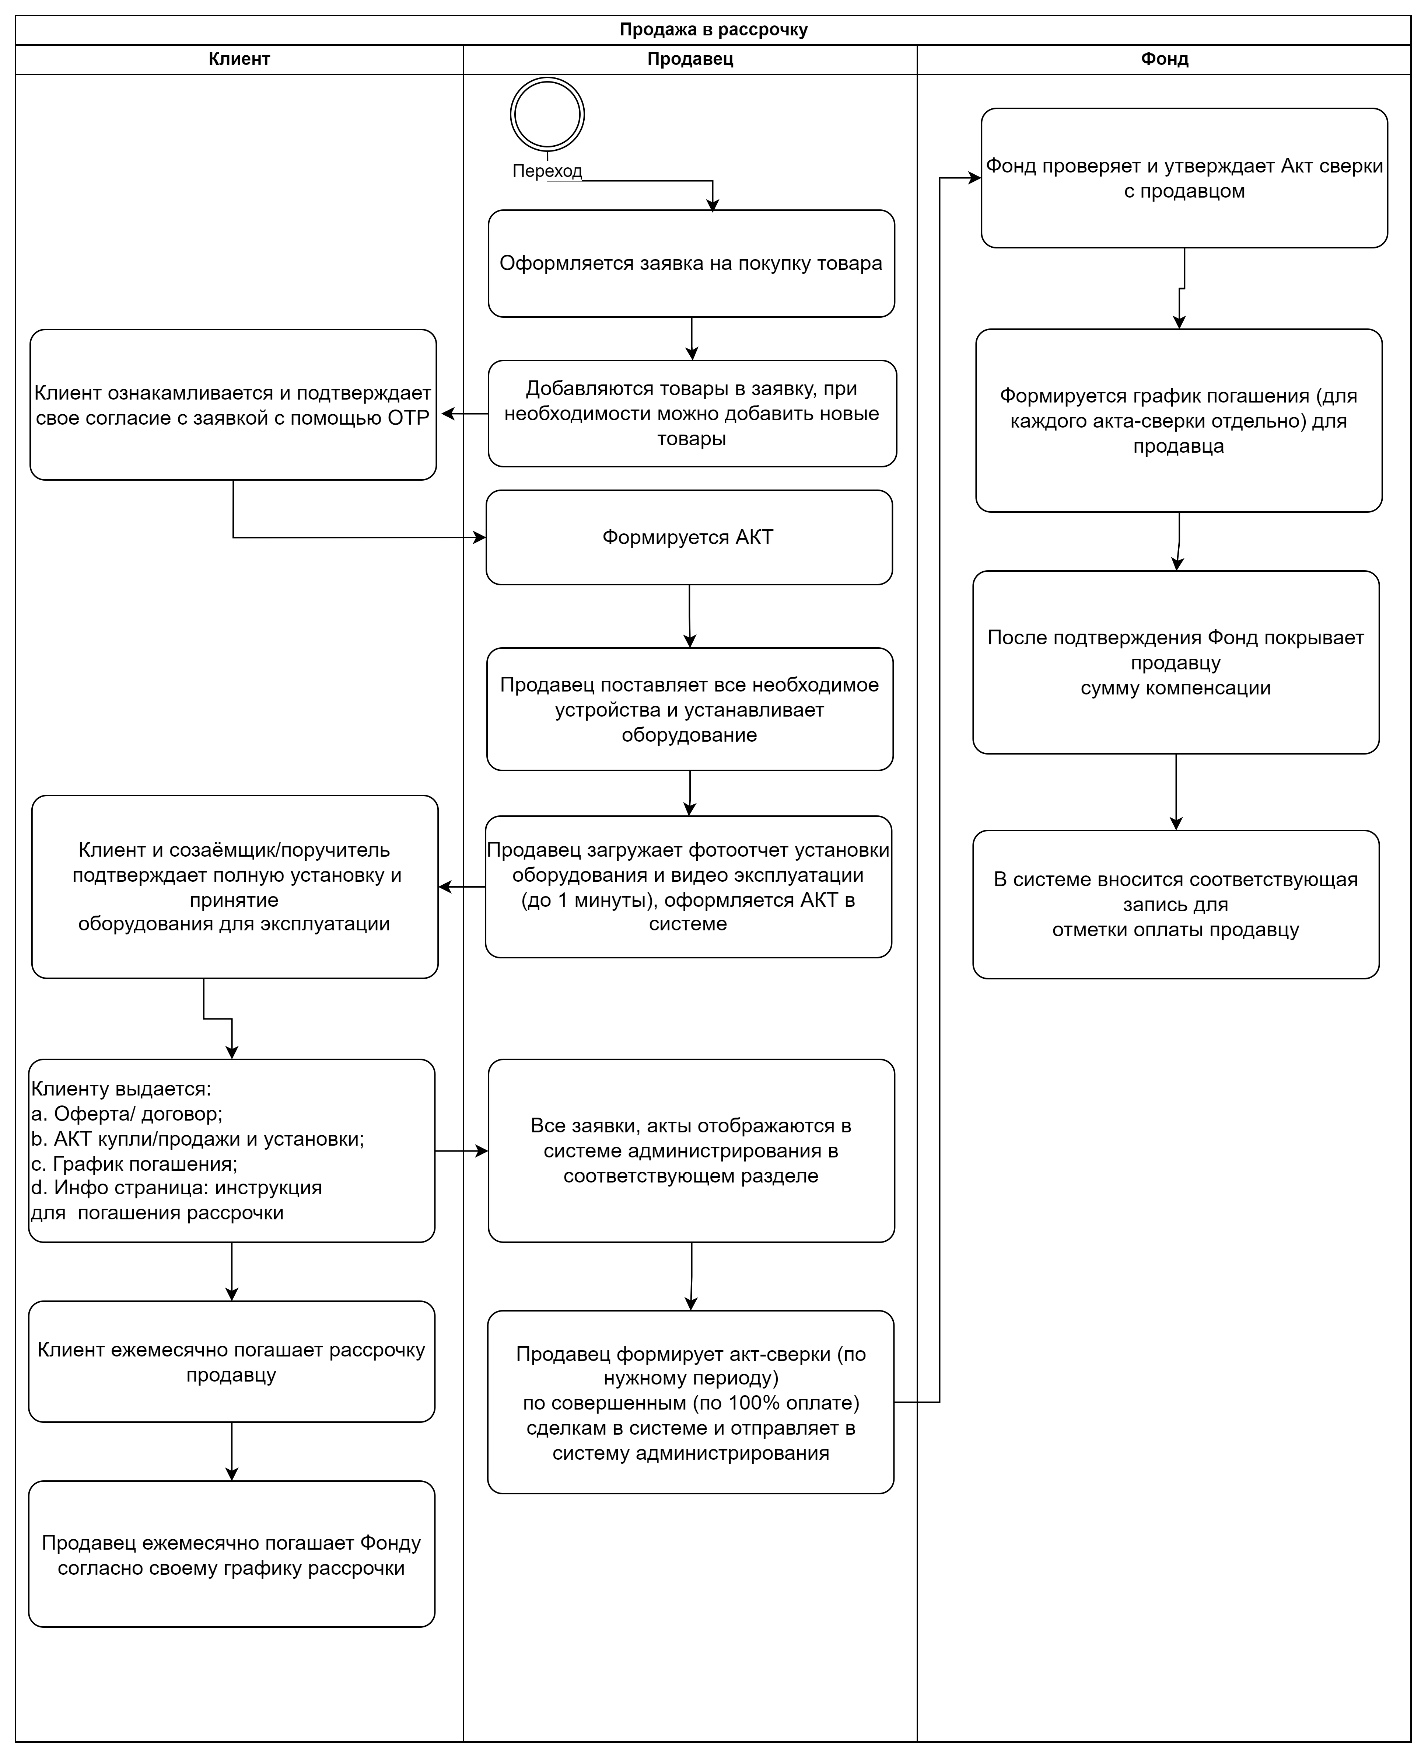 Продажа в рассрочку
Клиент
Продавец
Фонд
Переход
Оформляется заявка на покупку товара
Добавляются товары в заявку, при
необходимости можно добавить новые
товары
Клиент ознакамливается и подтверждает
свое согласие с заявкой с помощью OTP
Формируется АКТ
Продавец поставляет все необходимое
устройства и устанавливает
оборудование
Продавец загружает фотоотчет установки
оборудования и видео эксплуатации
(до 1 минуты), оформляется АКТ в
системе
Клиент и созаёмщик/поручитель
подтверждает полную установку и
принятие
оборудования для эксплуатации
Клиенту выдается:
a. Оферта/ договор;
b. АКТ купли/продажи и установки;
c. График погашения;
d. Инфо страница: инструкция
для  погашения рассрочки
Все заявки, акты отображаются в
системе администрирования в
соответствующем разделе
Клиент ежемесячно погашает рассрочку
продавцу
Продавец ежемесячно погашает Фонду
согласно своему графику рассрочки
Продавец формирует акт-сверки (по
нужному периоду)
по совершенным (по 100% оплате)
сделкам в системе и отправляет в
систему администрирования
Фонд проверяет и утверждает Акт сверки
с продавцом
Формируется график погашения (для
каждого акта-сверки отдельно) для
продавца
После подтверждения Фонд покрывает
продавцу
сумму компенсации
В системе вносится соответствующая
запись для
отметки оплаты продавцу